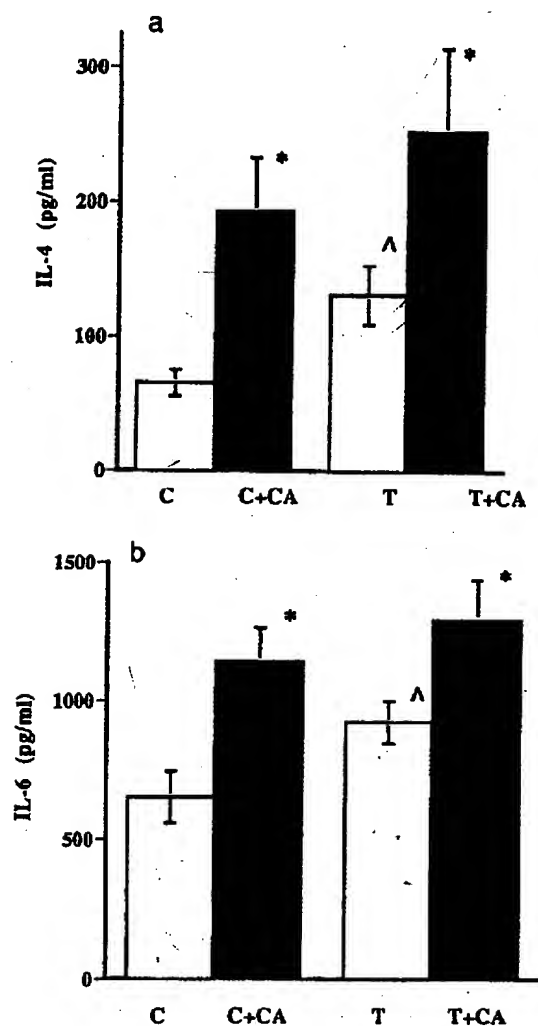 a
300
*
*
200
^
IL-4 (pg/ml)
100
0
C C+CA T T+CA
b
1500
*
*
^
1000
IL-6 (pg/ml)
500
0
C C+CA T T+CA